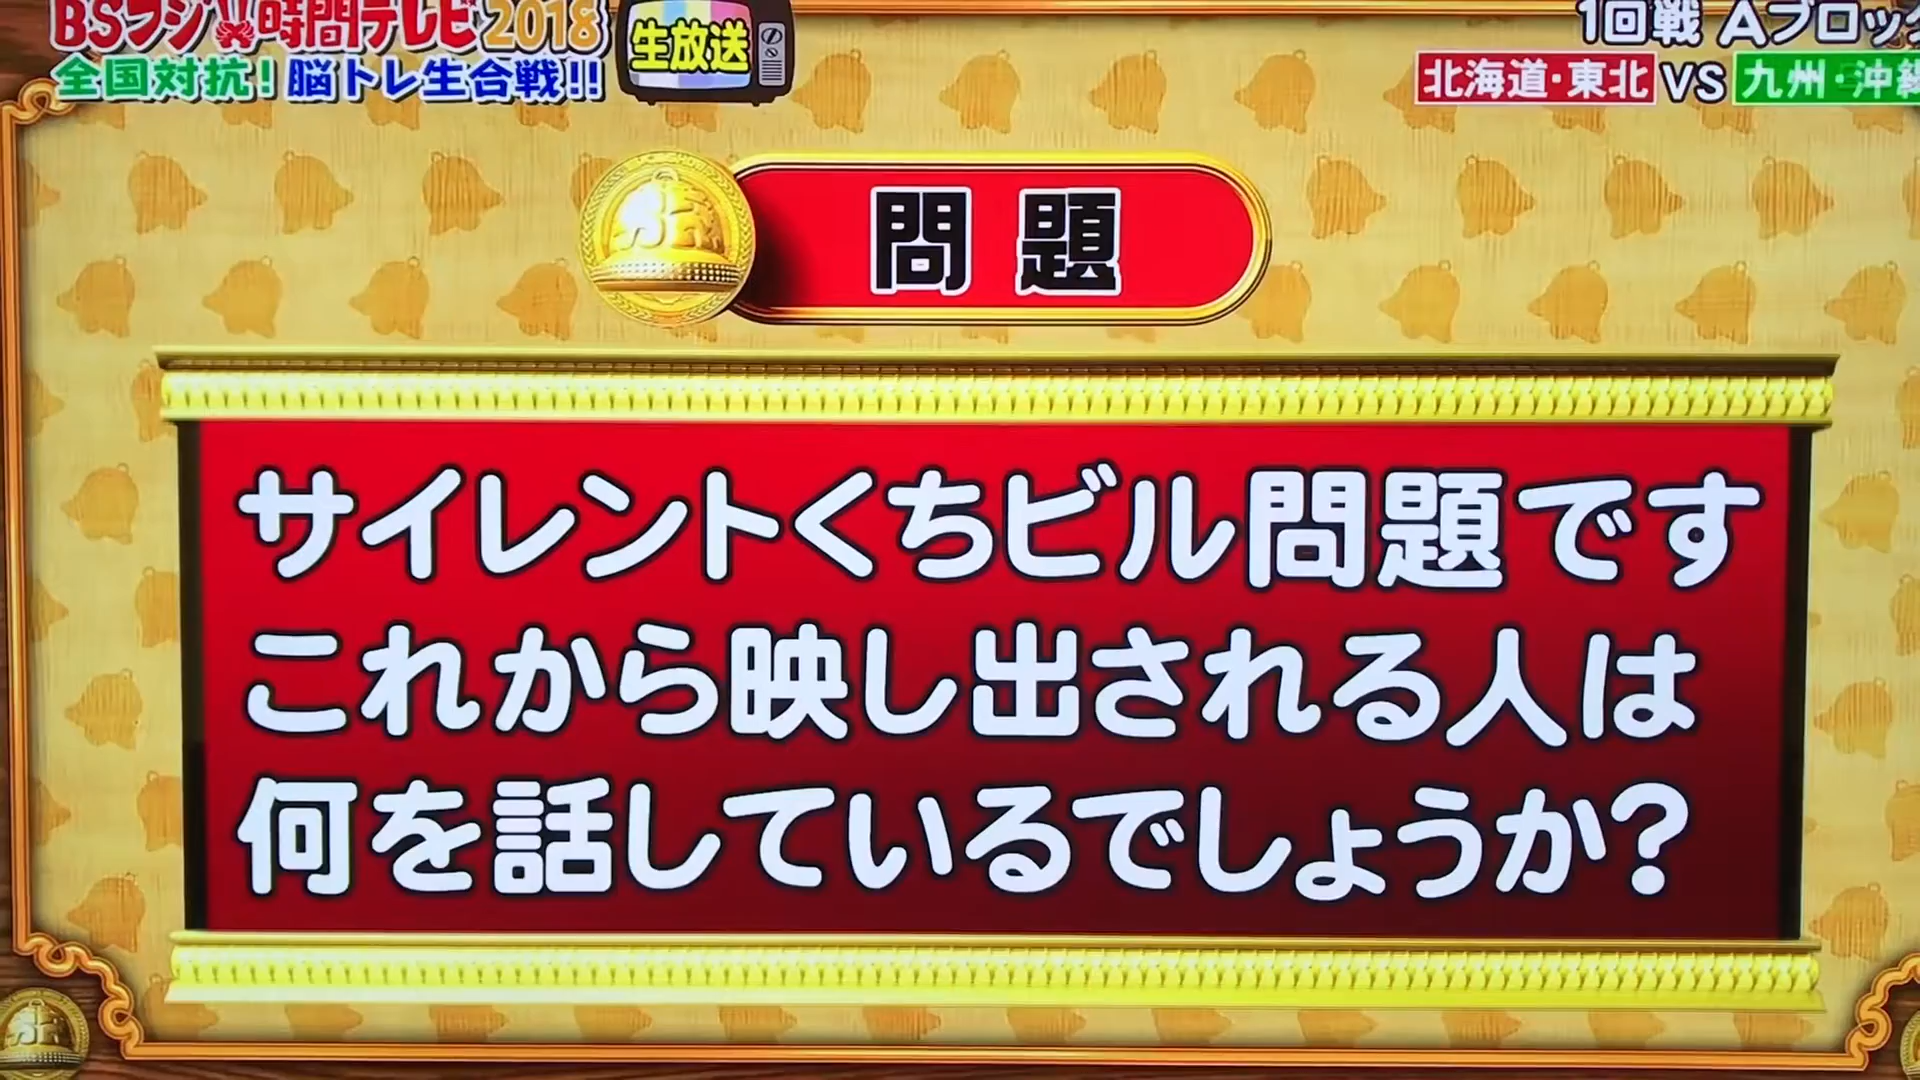 BSフジ 時間テレビ2018
全国対抗!脳トレ生合戦!!
生放送
1回戦 Aブロック
北海道・東北 VS 九州・沖縄
問題
サイレントくちビル問題です
これから映し出される人は
何を話しているでしょうか?